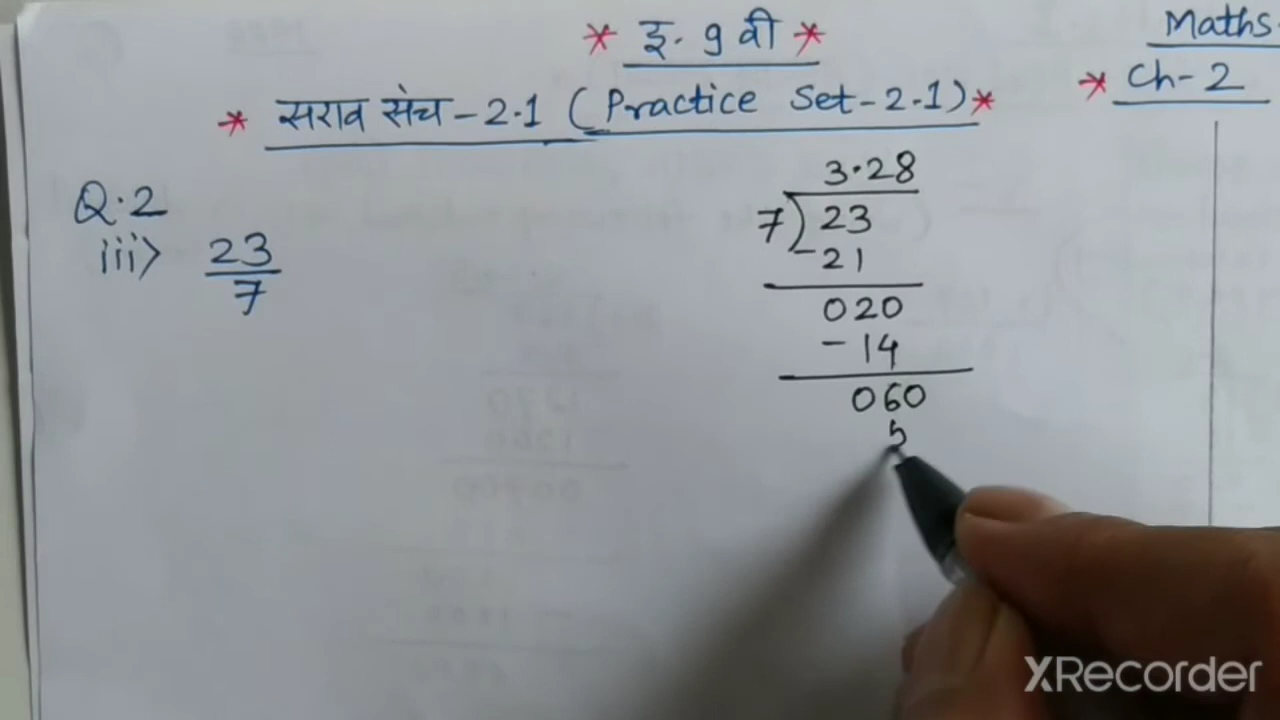 * इ. 9 वी *
Maths
* सराव संच - 2.1 (Practice Set - 2.1) *
* Ch - 2
Q.2
iii) 23/7
3.28
7)23
- 21
020
- 14
060
5
XRecorder